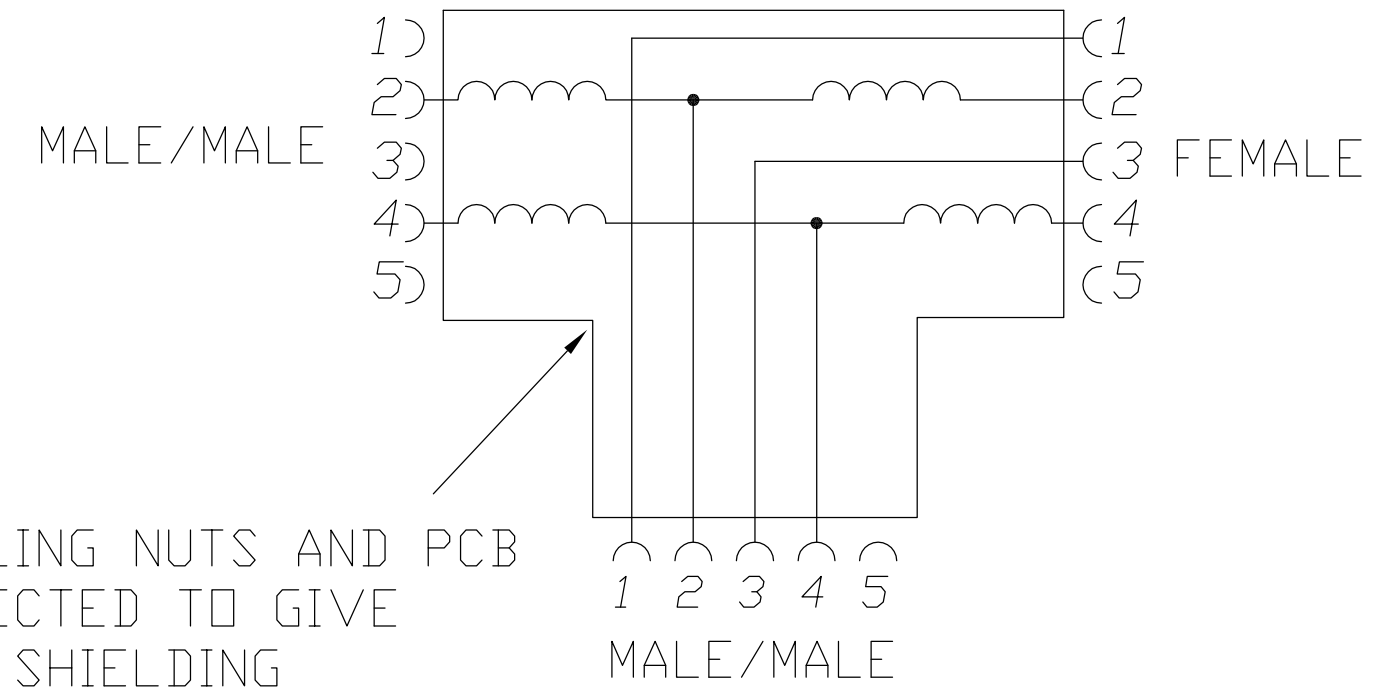 1 1
2 2
MALE/MALE 3 3 FEMALE
4 4
5 5
NUTS AND PCB
TO GIVE
SHIELDING
1 2 3 4 5
MALE/MALE